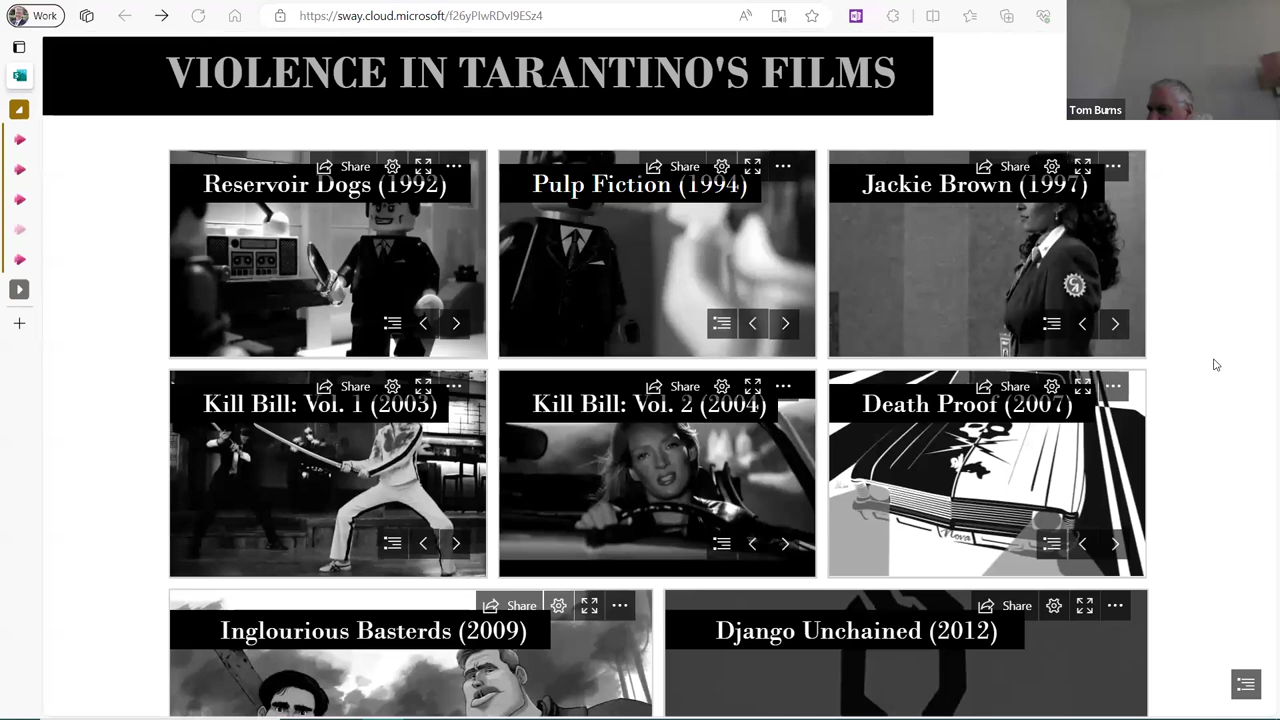 Work
https://sway.cloud.microsoft/f26yPIwRDvI9ESz4
VIOLENCE IN TARANTINO'S FILMS
Tom Burns
Share
Reservoir Dogs (1992)
Share
Pulp Fiction (1994)
Share
Jackie Brown (1997)
Share
Kill Bill: Vol. 1 (2003)
Share
Kill Bill: Vol. 2 (2004)
Share
Death Proof (2007)
Nova
Share
Inglourious Basterds (2009)
Share
Django Unchained (2012)